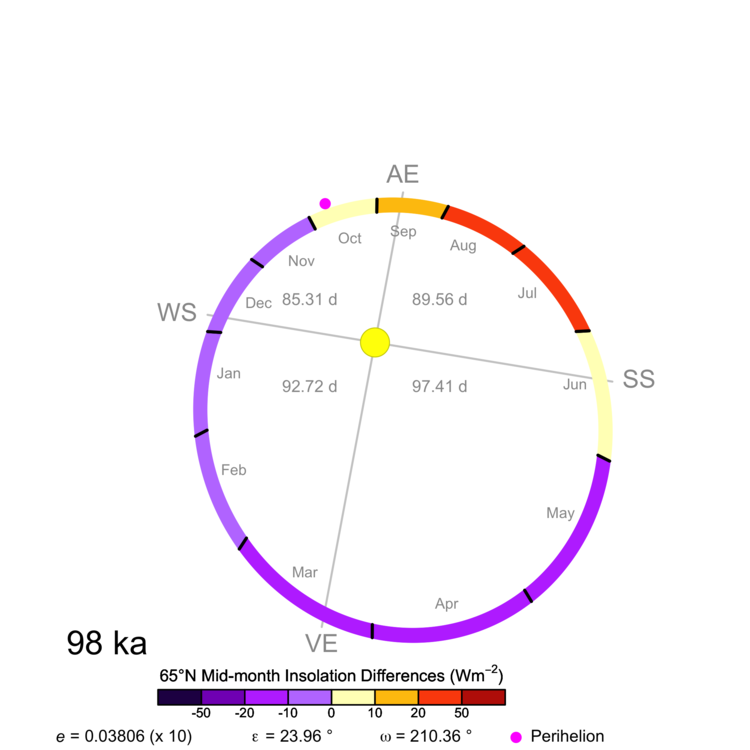 AE
Sep
Oct
Aug
Nov
Jul
Dec
85.31 d
89.56 d
WS
Jan
92.72 d
97.41 d
Jun
SS
Feb
May
Mar
Apr
98 ka
VE
65°N Mid-month Insolation Differences (Wm−2)
-50 -20 -10 0 10 20 50
e = 0.03806 (x 10) ε = 23.96 ° ω = 210.36 ° Perihelion